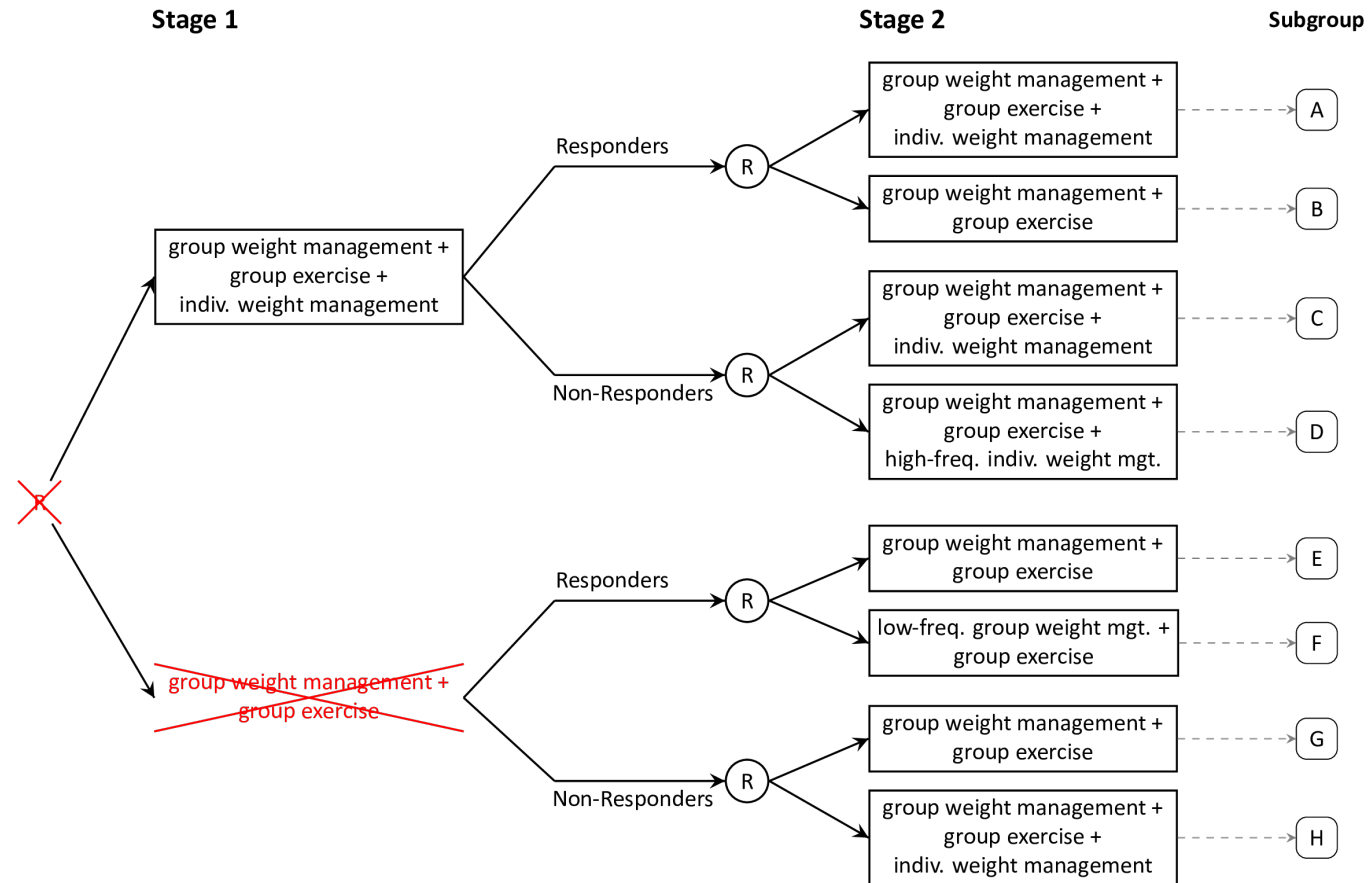 Stage 1
Stage 2
Subgroup
group weight management +
group exercise +
indiv. weight management
A
Responders
R
group weight management +
group exercise
B
group weight management +
group exercise +
indiv. weight management
group weight management +
group exercise +
indiv. weight management
C
Non-Responders
R
group weight management +
group exercise +
high-freq. indiv. weight mgt.
D
R
group weight management +
group exercise
E
Responders
R
low-freq. group weight mgt. +
group exercise
F
group weight management +
group exercise
group weight management +
group exercise
G
Non-Responders
R
group weight management +
group exercise +
indiv. weight management
H